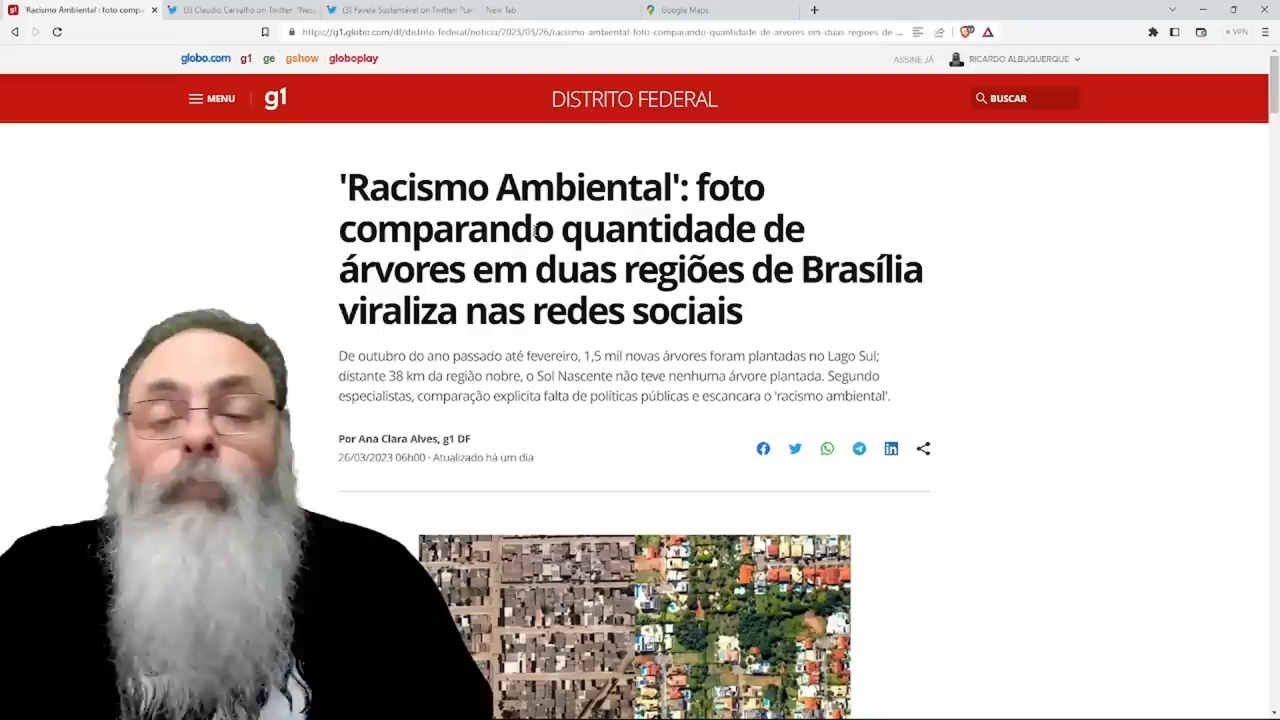 'Racismo Ambiental': foto comp
(3) Claudio Carvalho on Twitter: "Nes
(3) Favela Sustentável on Twitter: "Lar
New Tab
Google Maps
https://g1.globo.com/df/distrito-federal/noticia/2023/03/26/racismo-ambiental-foto-comparando-quantidade-de-arvores-em-duas-regioes-de-...
VPN
globo.com g1 ge gshow globoplay
ASSINE JÁ
RICARDO ALBUQUERQUE
MENU
g1
DISTRITO FEDERAL
BUSCAR
'Racismo Ambiental': foto
comparando quantidade de
árvores em duas regiões de Brasília
viraliza nas redes sociais
De outubro do ano passado até fevereiro, 1,5 mil novas árvores foram plantadas no Lago Sul;
distante 38 km da região nobre, o Sol Nascente não teve nenhuma árvore plantada. Segundo
especialistas, comparação explicita falta de políticas públicas e escancara o 'racismo ambiental'.
Por Ana Clara Alves, g1 DF
26/03/2023 06h00 · Atualizado há um dia